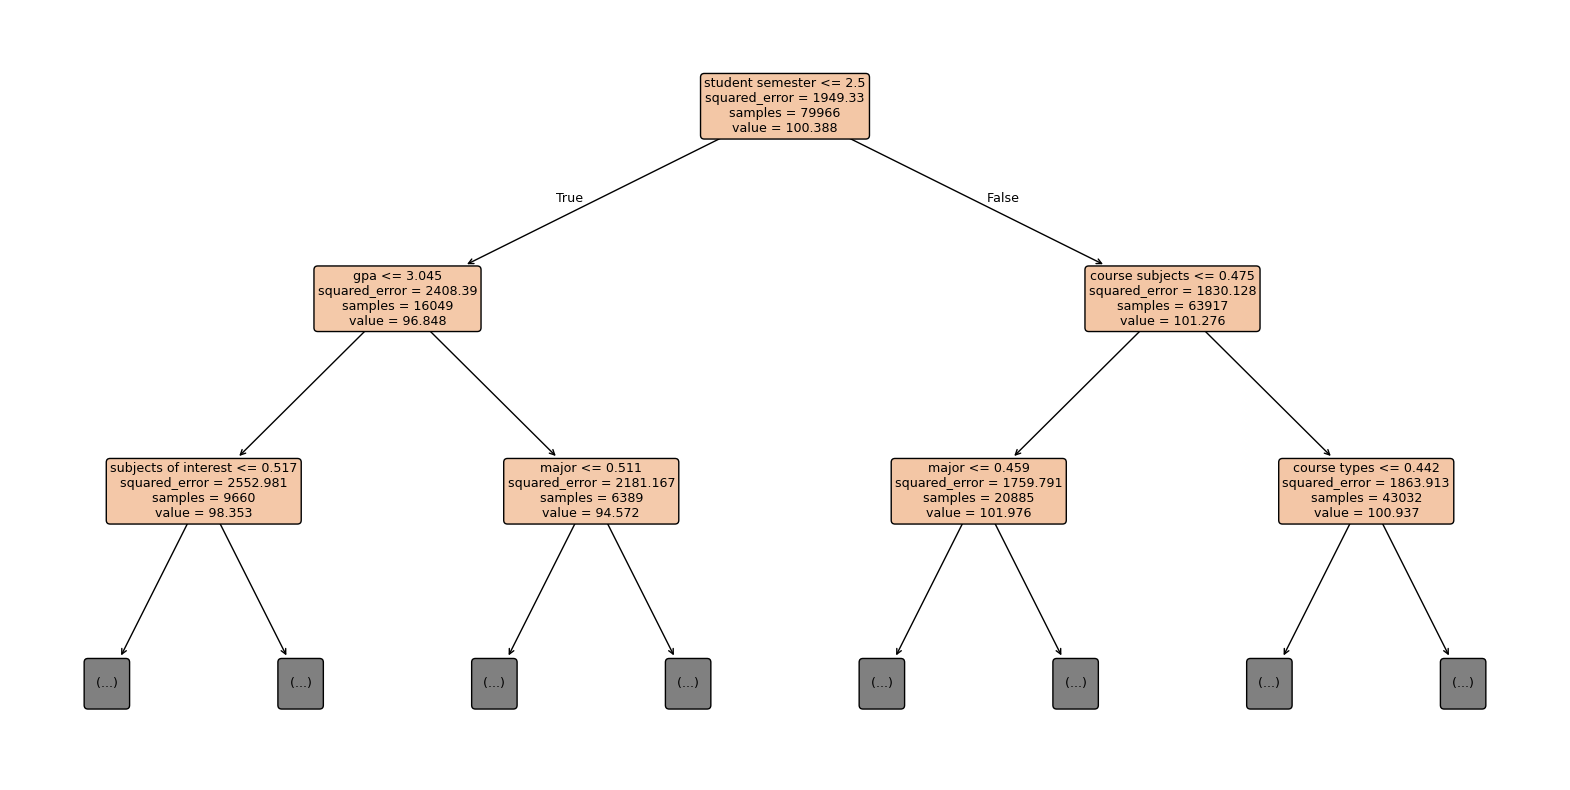 student semester <= 2.5
squared_error = 1949.33
samples = 79966
value = 100.388
True
False
gpa <= 3.045
squared_error = 2408.39
samples = 16049
value = 96.848
course subjects <= 0.475
squared_error = 1830.128
samples = 63917
value = 101.276
subjects of interest <= 0.517
squared_error = 2552.981
samples = 9660
value = 98.353
major <= 0.511
squared_error = 2181.167
samples = 6389
value = 94.572
major <= 0.459
squared_error = 1759.791
samples = 20885
value = 101.976
course types <= 0.442
squared_error = 1863.913
samples = 43032
value = 100.937
(...)
(...)
(...)
(...)
(...)
(...)
(...)
(...)